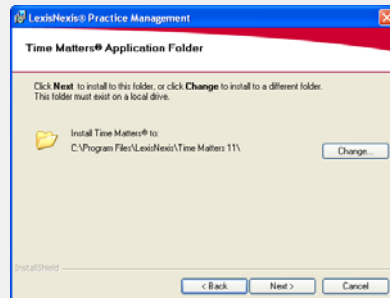 LexisNexis® Practice Management
Time Matters® Application Folder
Click Next to install to this folder, or click Change to install to a different folder.
This folder must exist on a local drive.
Install Time Matters® to:
C:\Program Files\LexisNexis\Time Matters 11\
Change...
InstallShield
< Back
Next >
Cancel